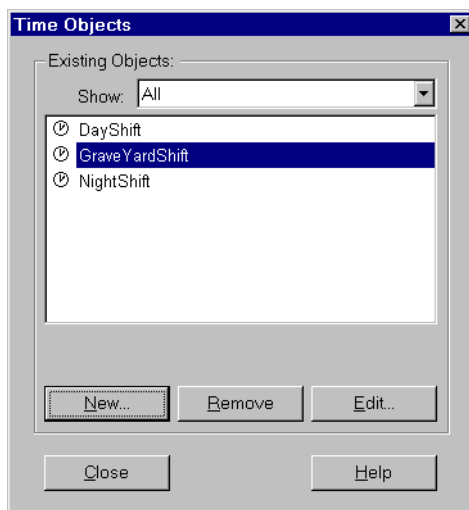 Time Objects
Existing Objects:
Show: All
DayShift
GraveYardShift
NightShift
New... Remove Edit...
Close Help